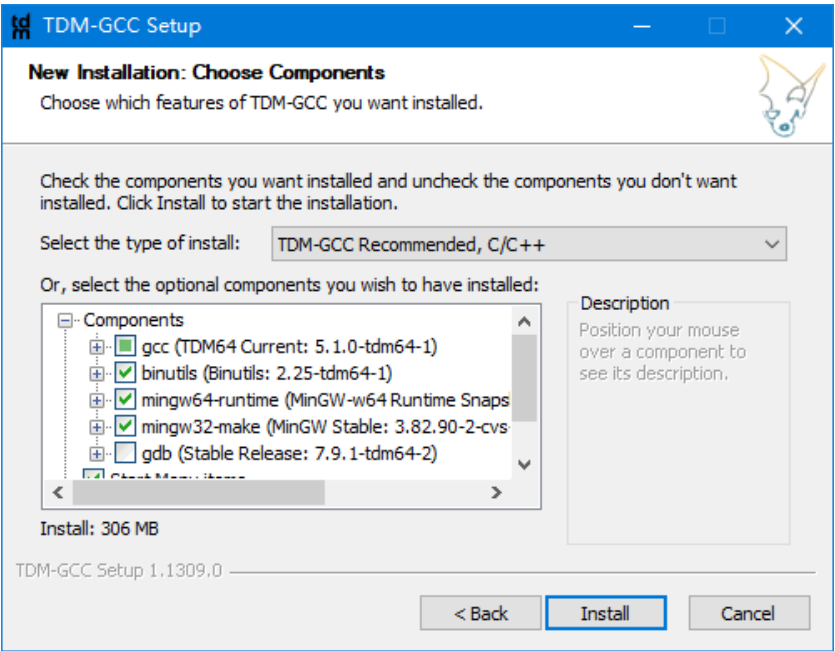 tdm TDM-GCC Setup
New Installation: Choose Components
Choose which features of TDM-GCC you want installed.
Check the components you want installed and uncheck the components you don't want
installed. Click Install to start the installation.
Select the type of install:
TDM-GCC Recommended, C/C++
Or, select the optional components you wish to have installed:
Components
gcc (TDM64 Current: 5.1.0-tdm64-1)
binutils (Binutils: 2.25-tdm64-1)
mingw64-runtime (MinGW-w64 Runtime Snaps
mingw32-make (MinGW Stable: 3.82.90-2-cvs-
gdb (Stable Release: 7.9.1-tdm64-2)
Start Menu items
Description
Position your mouse
over a component to
see its description.
Install: 306 MB
TDM-GCC Setup 1.1309.0
< Back
Install
Cancel